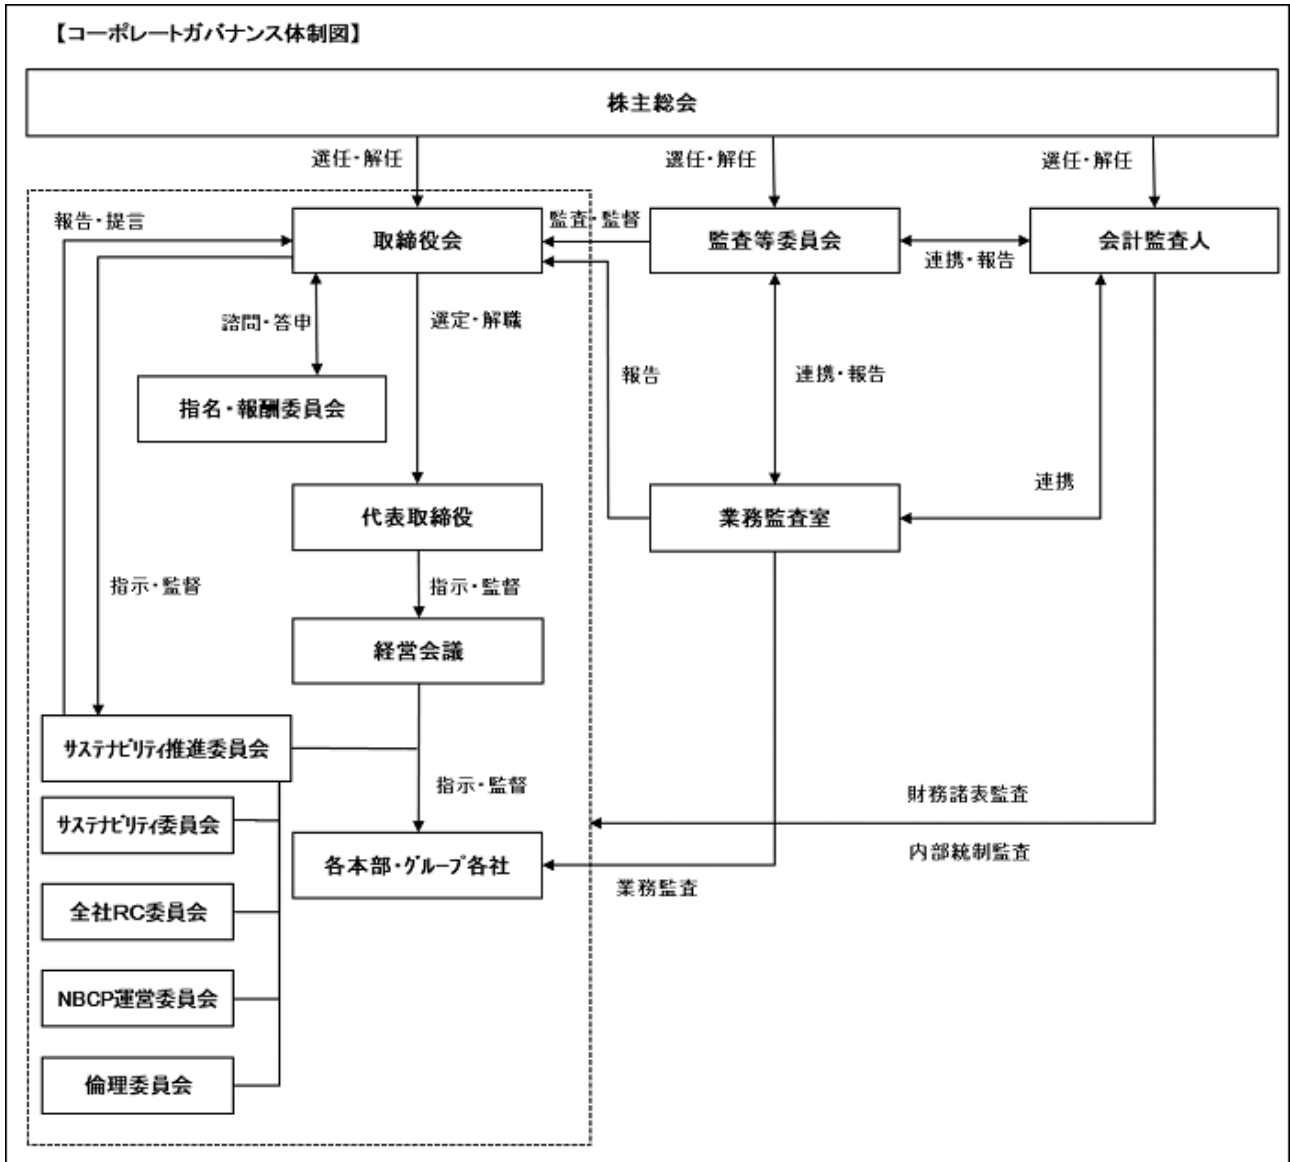 【コーポレートガバナンス体制図】
株主総会
選任・解任
選任・解任
選任・解任
報告・提言
取締役会
監査・監督
監査等委員会
連携・報告
会計監査人
諮問・答申
選定・解職
指名・報酬委員会
報告
連携・報告
代表取締役
業務監査室
連携
指示・監督
指示・監督
経営会議
ｻｽﾃﾅﾋﾞﾘﾃｨ推進委員会
指示・監督
財務諸表監査
ｻｽﾃﾅﾋﾞﾘﾃｨ委員会
各本部・ｸﾞﾙｰﾌﾟ各社
内部統制監査
業務監査
全社RC委員会
NBCP運営委員会
倫理委員会